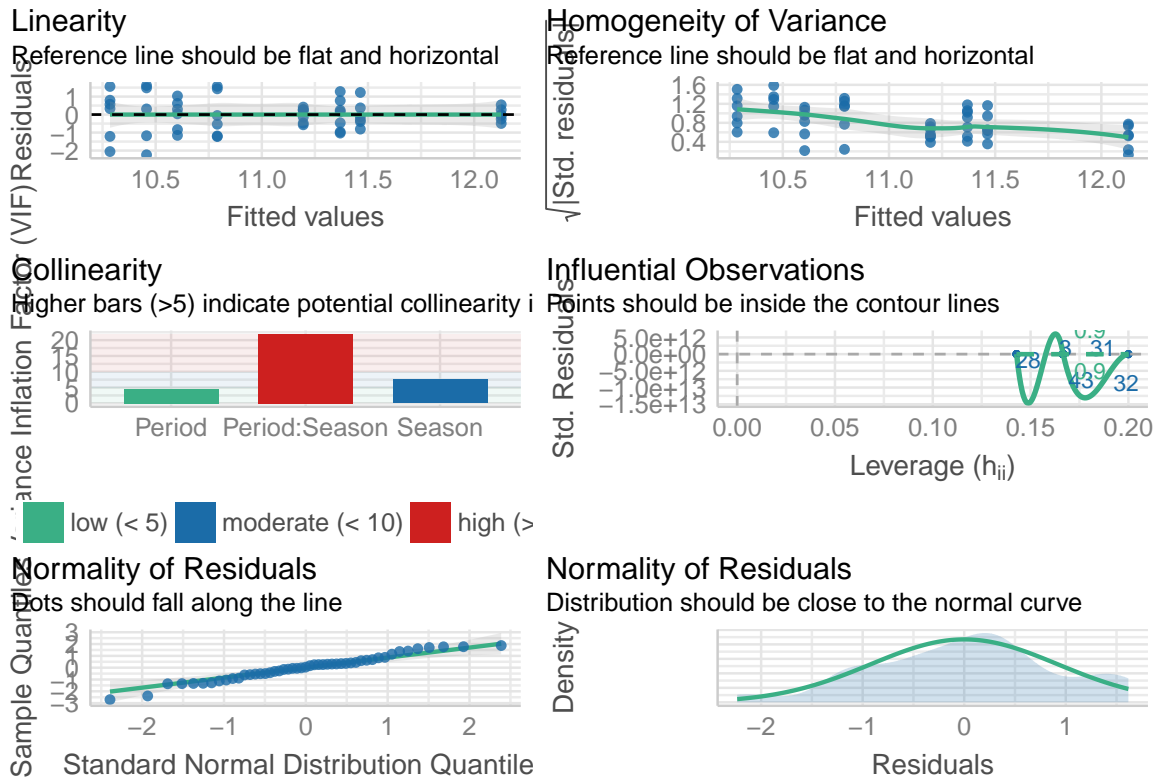 Linearity
Reference line should be flat and horizontal
Residuals
1
0
−1
−2
10.5 11.0 11.5 12.0
Fitted values
Homogeneity of Variance
Reference line should be flat and horizontal
√|Std. residuals|
1.6
1.2
0.8
0.4
10.5 11.0 11.5 12.0
Fitted values
Collinearity
Higher bars (>5) indicate potential collinearity i
Variance Inflation Factor (VIF)
20
15
10
5
0
Period Period:Season Season
low (< 5) moderate (< 10) high (>
Influential Observations
Points should be inside the contour lines
Std. Residuals
5.0e+12
0.0e+00
−5.0e+12
−1.0e+13
−1.5e+13
0.9
28 3 31
0.9
43 32
0.00 0.05 0.10 0.15 0.20
Leverage (hii)
Normality of Residuals
Dots should fall along the line
Sample Quantiles
3
2
1
0
−1
−2
−3
−2 −1 0 1 2
Standard Normal Distribution Quantile
Normality of Residuals
Distribution should be close to the normal curve
Density
−2 −1 0 1
Residuals